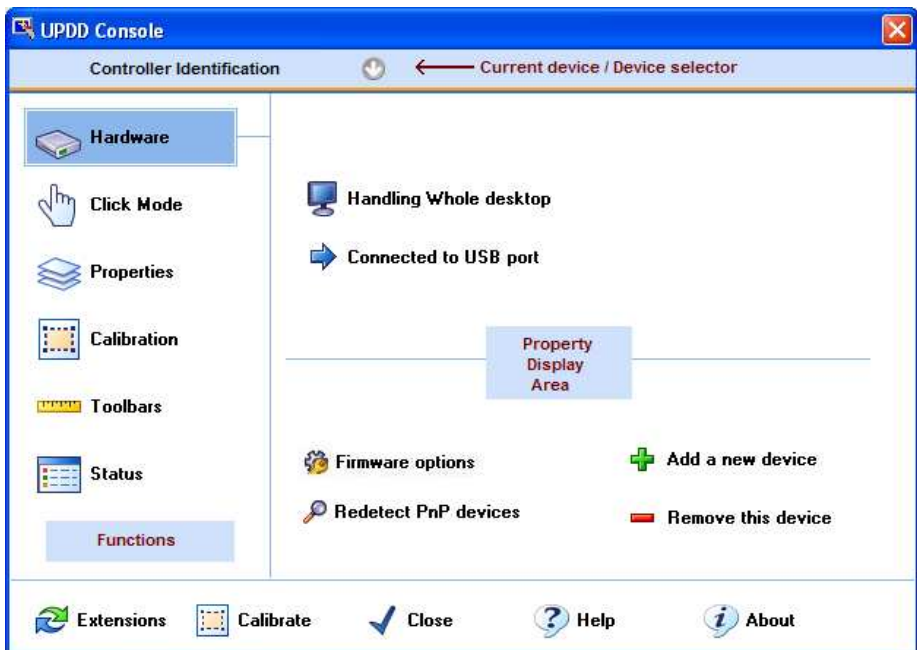 UPDD Console
Controller Identification
Current device / Device selector
Hardware
Click Mode
Properties
Calibration
Toolbars
Status
Functions
Handling Whole desktop
Connected to USB port
Property
Display
Area
Firmware options
Add a new device
Redetect PnP devices
Remove this device
Extensions
Calibrate
Close
? Help
i About